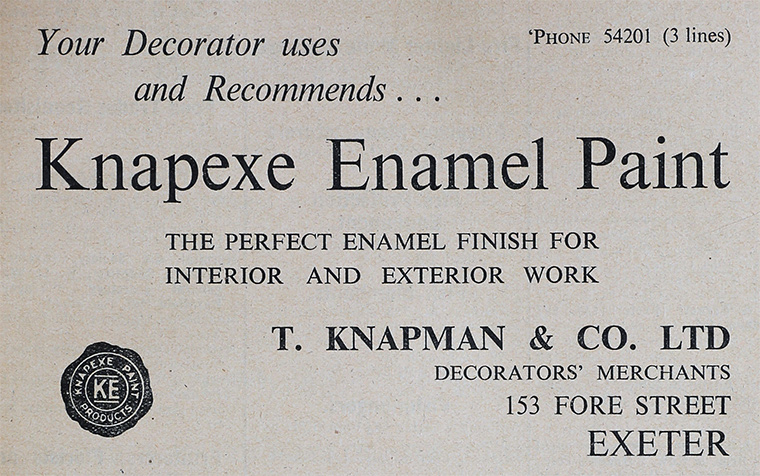 Your Decorator uses
and Recommends . . .
'PHONE 54201 (3 lines)
Knapexe Enamel Paint
THE PERFECT ENAMEL FINISH FOR
INTERIOR AND EXTERIOR WORK
T. KNAPMAN & CO. LTD
DECORATORS' MERCHANTS
153 FORE STREET
EXETER
KNAPEXE PAINT
KE
PRODUCTS